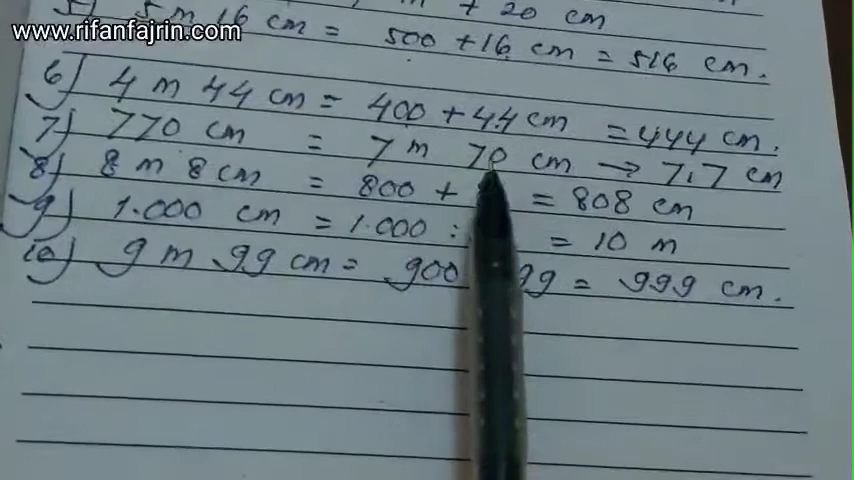 + 20 cm
5) 5 m 16 cm = 500 + 16 cm = 516 cm.
www.rifanfajrin.com
6) 4 m 44 cm = 400 + 44 cm = 444 cm.
7) 770 cm = 7 m 70 cm → 7,7 cm
8) 8 m 8 cm = 800 + = 808 cm
9) 1.000 cm = 1.000 : = 10 m
10) 9 m 99 cm = 900 99 = 999 cm.